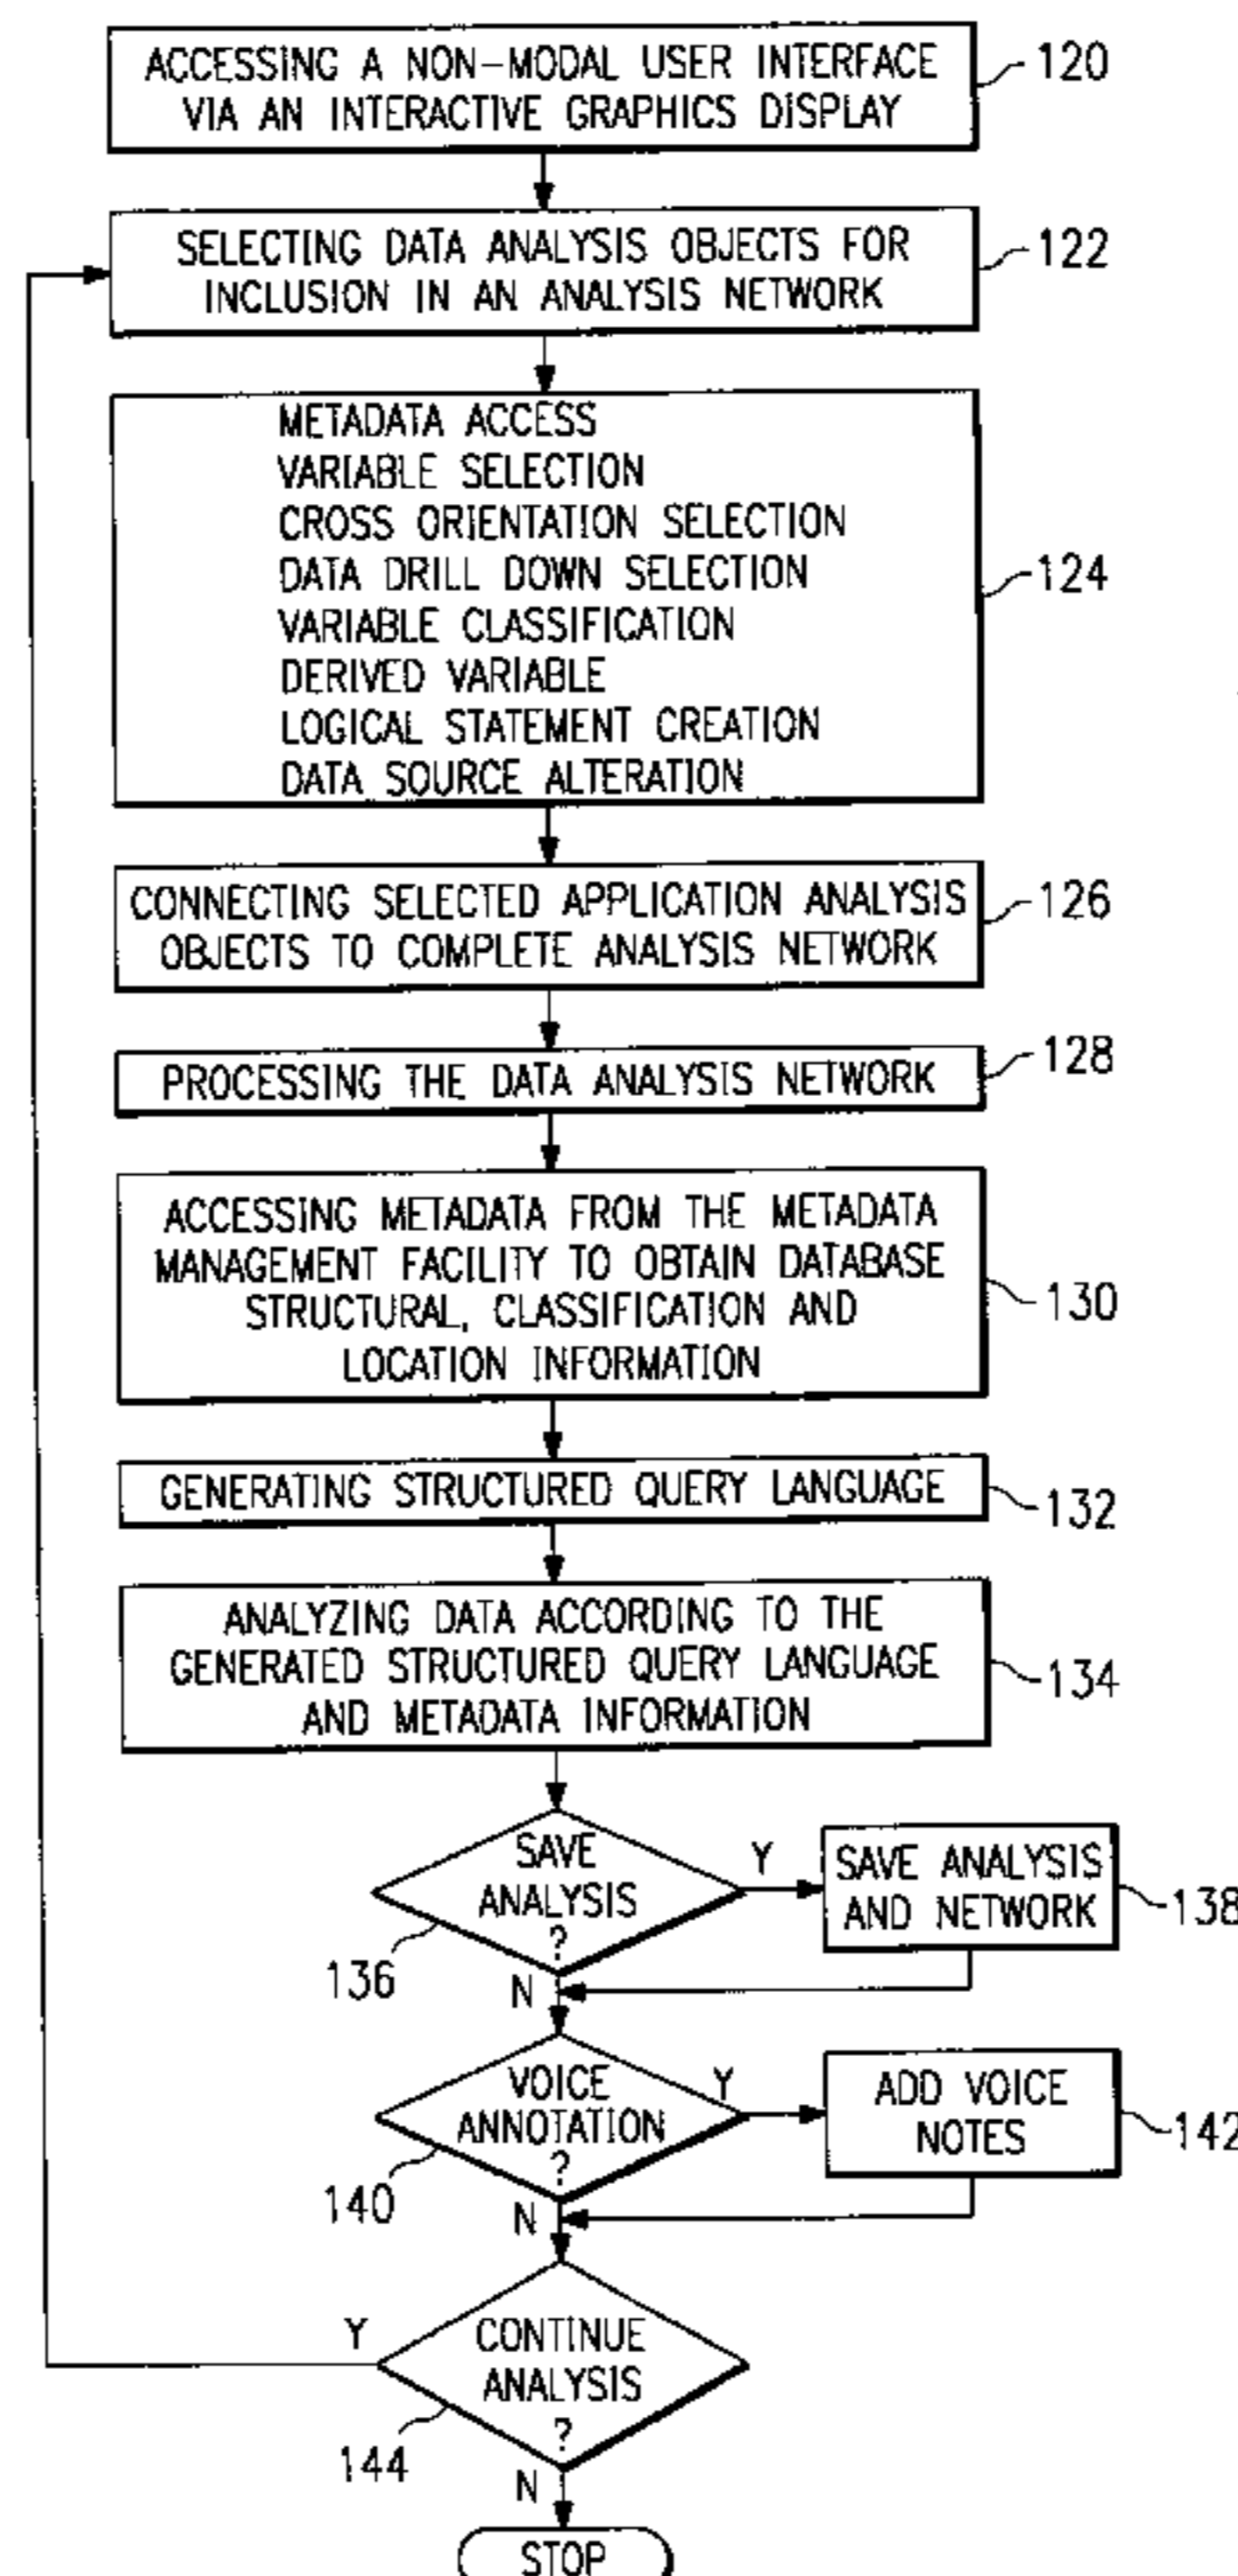 ACCESSING A NON-MODAL USER INTERFACE
VIA AN INTERACTIVE GRAPHICS DISPLAY
120
SELECTING DATA ANALYSIS OBJECTS FOR
INCLUSION IN AN ANALYSIS NETWORK
122
METADATA ACCESS
VARIABLE SELECTION
CROSS ORIENTATION SELECTION
DATA DRILL DOWN SELECTION
VARIABLE CLASSIFICATION
DERIVED VARIABLE
LOGICAL STATEMENT CREATION
DATA SOURCE ALTERATION
124
CONNECTING SELECTED APPLICATION ANALYSIS
OBJECTS TO COMPLETE ANALYSIS NETWORK
126
PROCESSING THE DATA ANALYSIS NETWORK
128
ACCESSING METADATA FROM THE METADATA
MANAGEMENT FACILITY TO OBTAIN DATABASE
STRUCTURAL, CLASSIFICATION AND
LOCATION INFORMATION
130
GENERATING STRUCTURED QUERY LANGUAGE
132
ANALYZING DATA ACCORDING TO THE
GENERATED STRUCTURED QUERY LANGUAGE
AND METADATA INFORMATION
134
SAVE
ANALYSIS
?
136
Y
N
SAVE ANALYSIS
AND NETWORK
138
VOICE
ANNOTATION
?
140
Y
N
ADD VOICE
NOTES
142
CONTINUE
ANALYSIS
?
144
Y
N
STOP